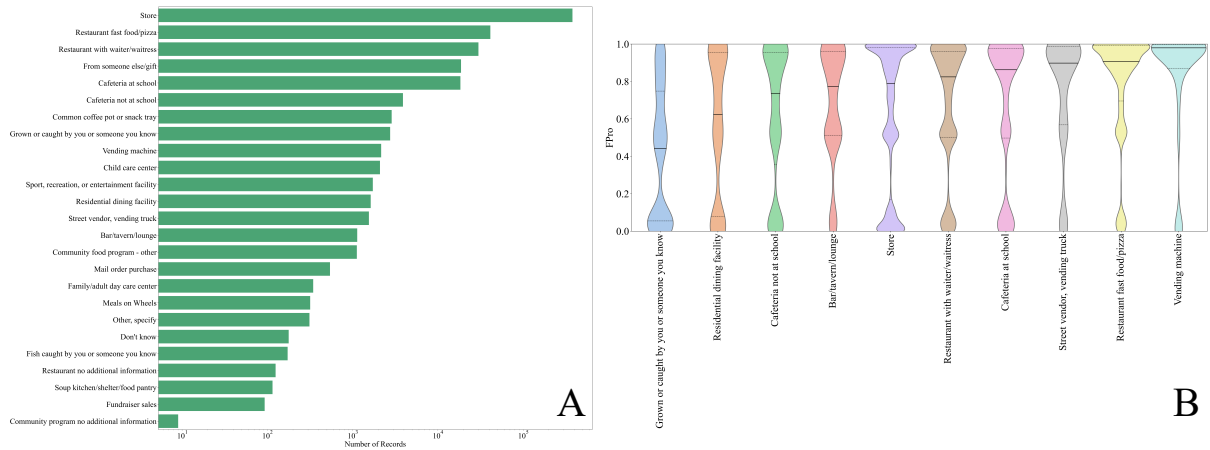 Store
Restaurant fast food/pizza
Restaurant with waiter/waitress
From someone else/gift
Cafeteria at school
Cafeteria not at school
Common coffee pot or snack tray
Grown or caught by you or someone you know
Vending machine
Child care center
Sport, recreation, or entertainment facility
Residential dining facility
Street vendor, vending truck
Bar/tavern/lounge
Community food program - other
Mail order purchase
Family/adult day care center
Meals on Wheels
Other, specify
Don't know
Fish caught by you or someone you know
Restaurant no additional information
Soup kitchen/shelter/food pantry
Fundraiser sales
Community program no additional information
10¹ 10² 10³ 10⁴ 10⁵
Number of Records
A
1.0
0.8
0.6
0.4
0.2
0.0
FPro
Grown or caught by you or someone you know
Residential dining facility
Cafeteria not at school
Bar/tavern/lounge
Store
Restaurant with waiter/waitress
Cafeteria at school
Street vendor, vending truck
Restaurant fast food/pizza
Vending machine
B